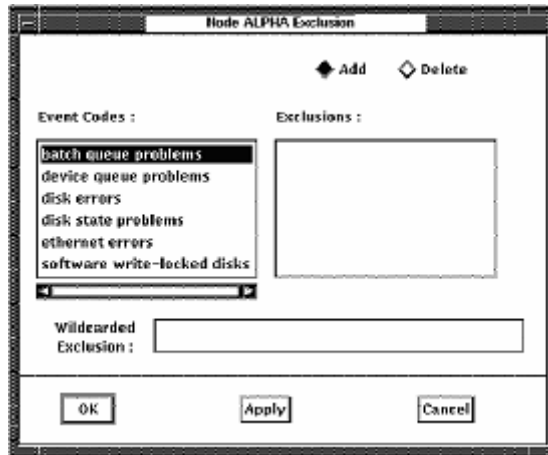 Node ALPHA Exclusion
Add Delete
Event Codes : Exclusions :
batch queue problems
device queue problems
disk errors
disk state problems
ethernet errors
software write-locked disks
Wildcarded
Exclusion :
OK Apply Cancel